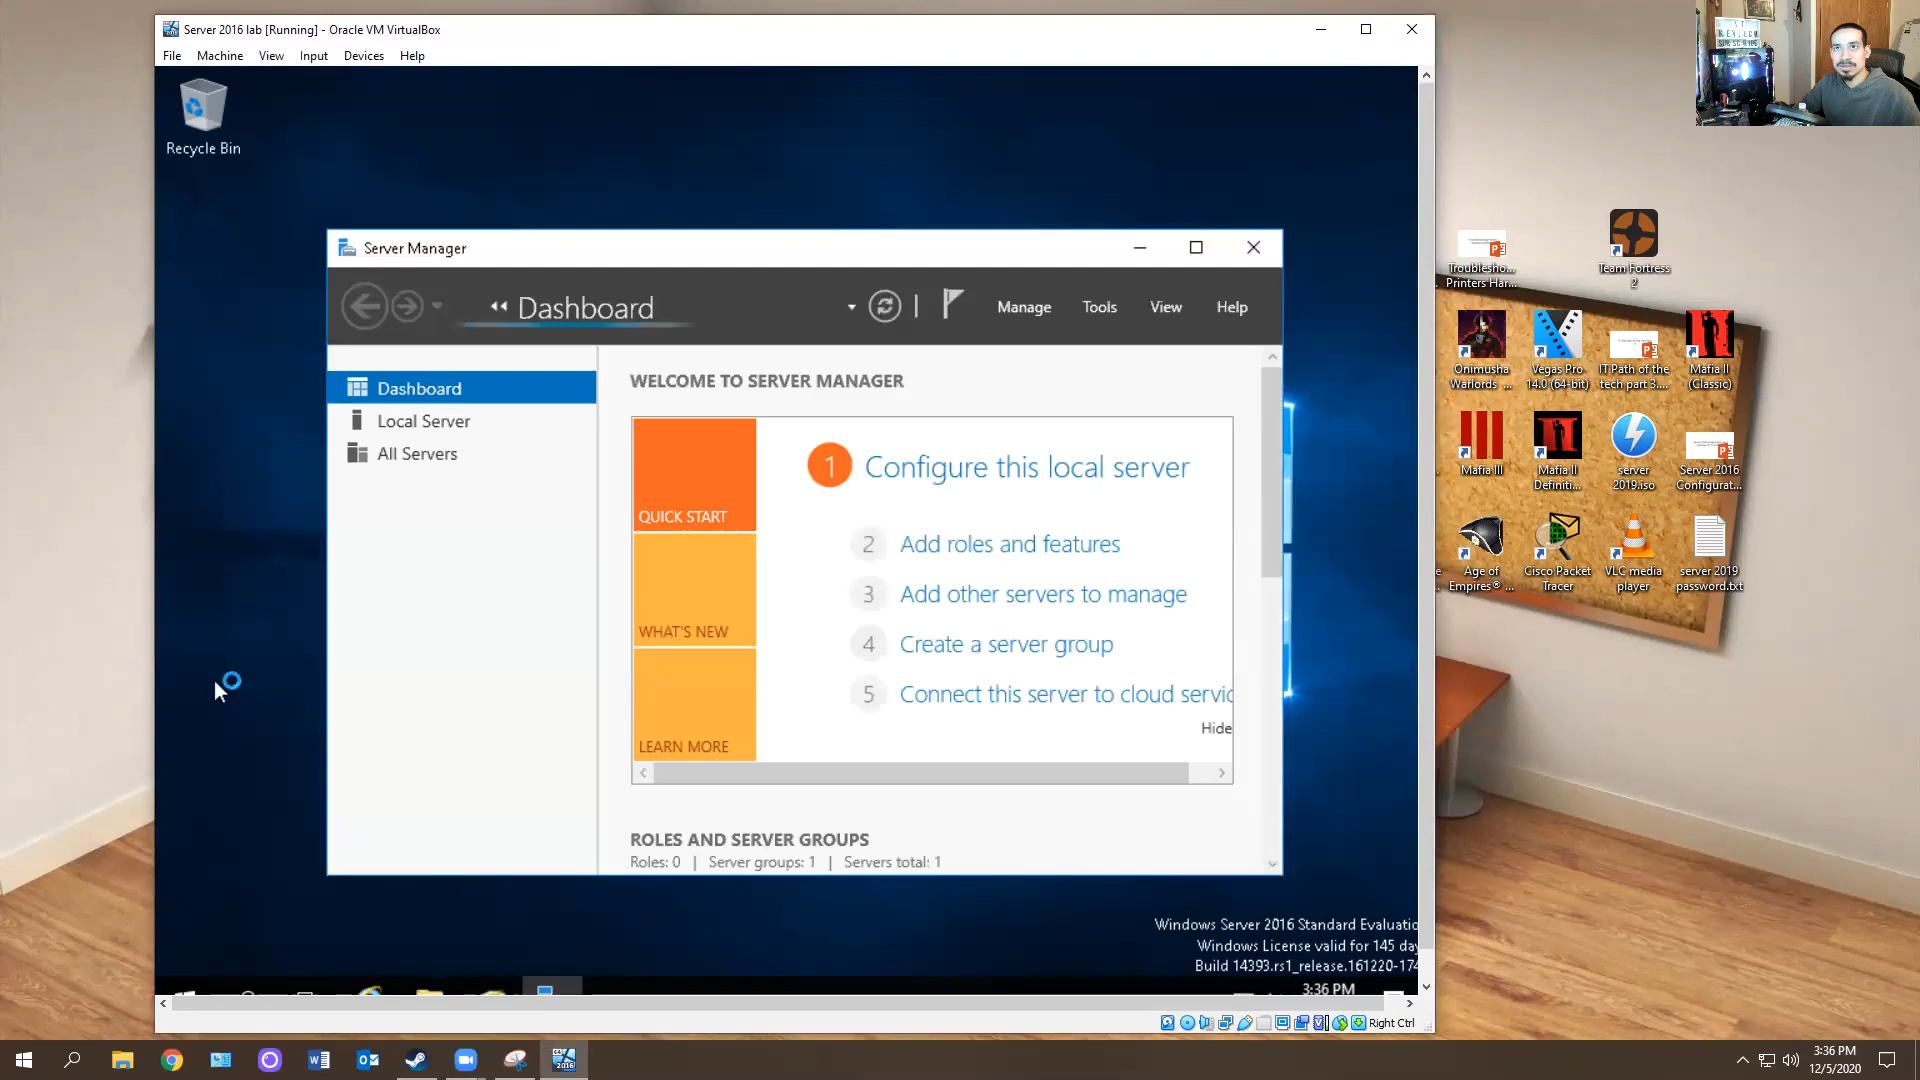 Server 2016 lab [Running] - Oracle VM VirtualBox
File Machine View Input Devices Help
Recycle Bin
Server Manager
Dashboard
Manage Tools View Help
Dashboard
Local Server
All Servers
WELCOME TO SERVER MANAGER
QUICK START
WHAT'S NEW
LEARN MORE
1 Configure this local server
2 Add roles and features
3 Add other servers to manage
4 Create a server group
5 Connect this server to cloud servic
Hide
ROLES AND SERVER GROUPS
Roles: 0 | Server groups: 1 | Servers total: 1
Windows Server 2016 Standard Evaluatio
Windows License valid for 145 day
Build 14393.rs1_release.161220-174
3:36 PM
Right Ctrl
Troublesho...
Printers Har...
Team Fortress
2
Onimusha
Warlords ...
Vegas Pro
14.0 (64-bit)
IT Path of the
tech part 3....
Mafia II
(Classic)
Mafia III
Mafia II
Definiti...
server
2019.iso
Server 2016
Configurat...
Age of
Empires® ...
Cisco Packet
Tracer
VLC media
player
server 2019
password.txt
2016
3:36 PM
12/5/2020